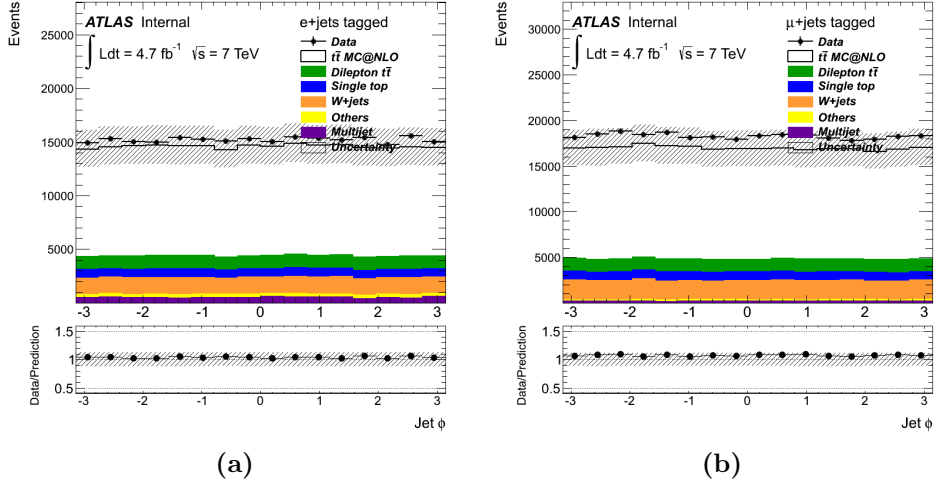 Events
ATLAS Internal
∫ Ldt = 4.7 fb⁻¹ √s = 7 TeV
e+jets tagged
Data
tt̄ MC@NLO
Dilepton tt̄
Single top
W+jets
Others
Multijet
Uncertainty
25000
20000
15000
10000
5000
-3 -2 -1 0 1 2 3
Data/Prediction
1.5
1
0.5
-3 -2 -1 0 1 2 3
Jet ϕ
(a)
Events
ATLAS Internal
∫ Ldt = 4.7 fb⁻¹ √s = 7 TeV
μ+jets tagged
Data
tt̄ MC@NLO
Dilepton tt̄
Single top
W+jets
Others
Multijet
Uncertainty
30000
25000
20000
15000
10000
5000
-3 -2 -1 0 1 2 3
Data/Prediction
1.5
1
0.5
-3 -2 -1 0 1 2 3
Jet ϕ
(b)